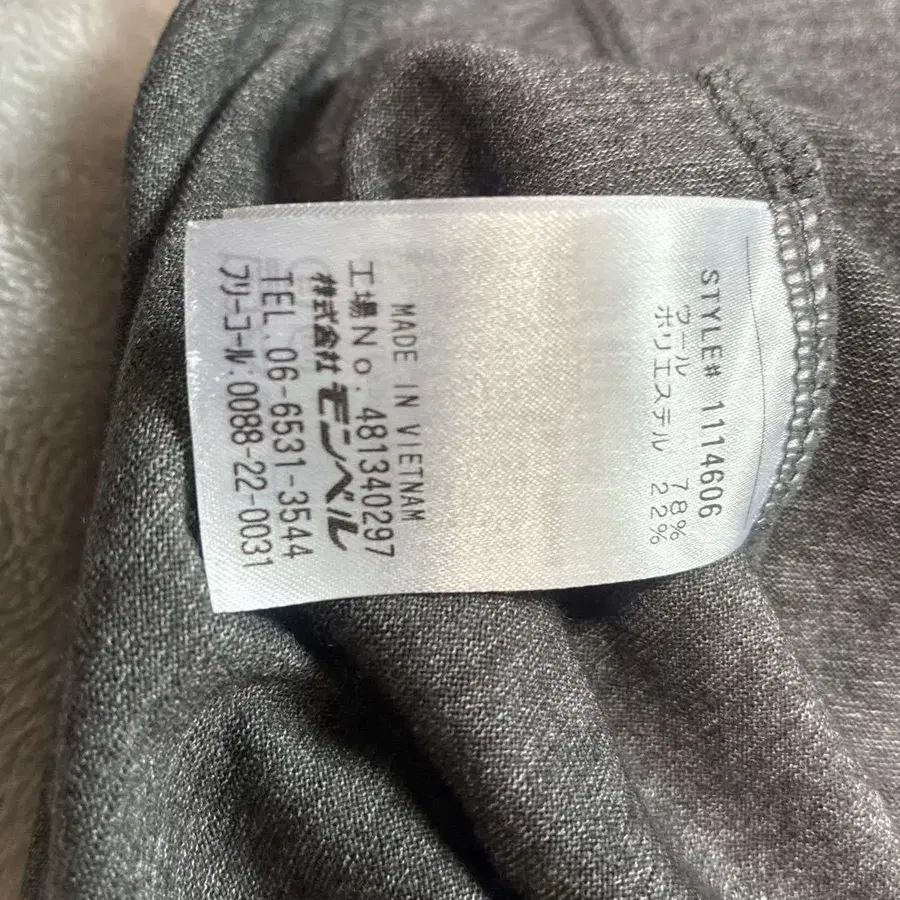 STYLE# 1114606
ウール 78%
ポリエステル 22%
MADE IN VIETNAM
工場No. 481340297
株式会社 モンベル
TEL.06-6531-3544
フリーコール.0088-22-0031